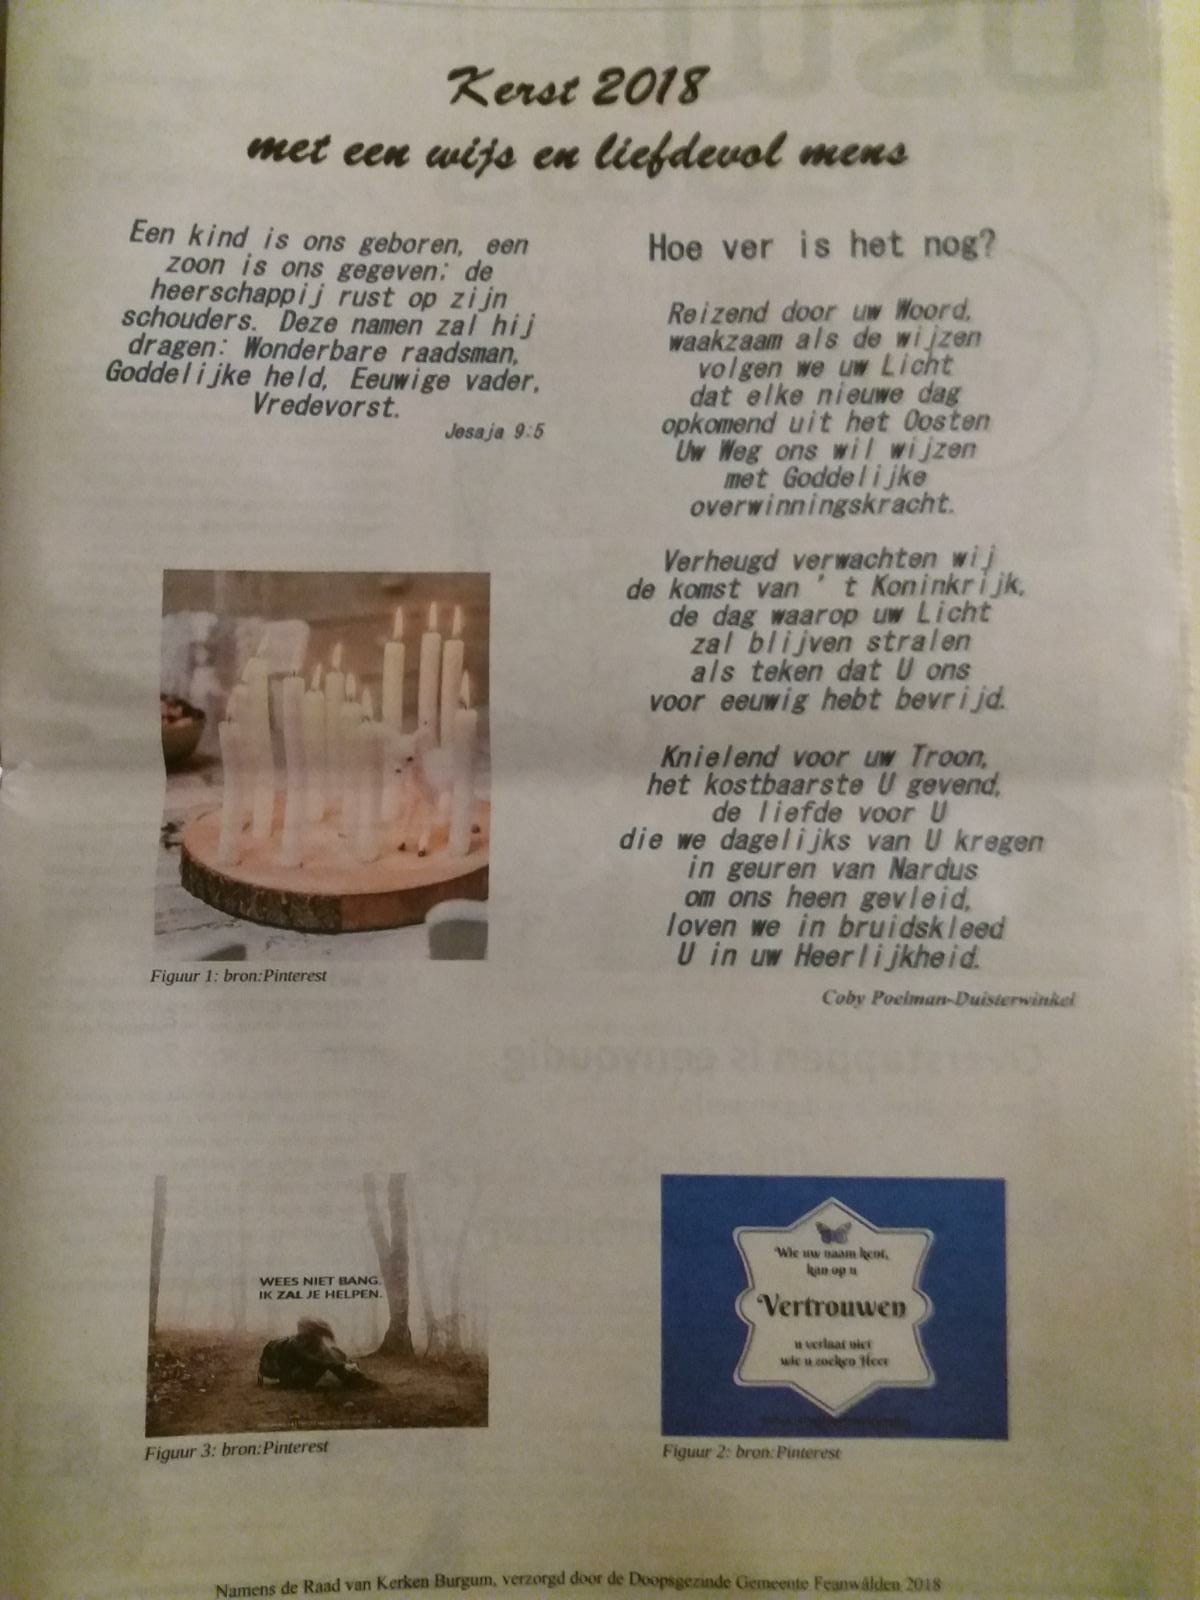 Kerst 2018
met een wijs en liefdevol mens
Een kind is ons geboren, een
zoon is ons gegeven; de
heerschappij rust op zijn
schouders. Deze namen zal hij
dragen: Wonderbare raadsman,
Goddelijke held, Eeuwige vader,
Vredevorst.
Jesaja 9:5
Hoe ver is het nog?
Reizend door uw Woord,
waakzaam als de wijzen
volgen we uw Licht
dat elke nieuwe dag
opkomend uit het Oosten
Uw Weg ons wil wijzen
met Goddelijke
overwinningskracht.
Verheugd verwachten wij
de komst van 't Koninkrijk,
de dag waarop uw Licht
zal blijven stralen
als teken dat U ons
voor eeuwig hebt bevrijd.
Knielend voor uw Troon,
het kostbaarste U gevend,
de liefde voor U
die we dagelijks van U kregen
in geuren van Nardus
om ons heen gevleid,
loven we in bruidskleed
U in uw Heerlijkheid.
Coby Poelman-Duisterwinkel
Figuur 1: bron:Pinterest
WEES NIET BANG.
IK ZAL JE HELPEN.
Figuur 3: bron:Pinterest
Wie uw naam kent,
kan op u
Vertrouwen
u verlaat niet
wie u zoeken Heer
Figuur 2: bron:Pinterest
Namens de Raad van Kerken Burgum, verzorgd door de Doopsgezinde Gemeente Feanwâlden 2018